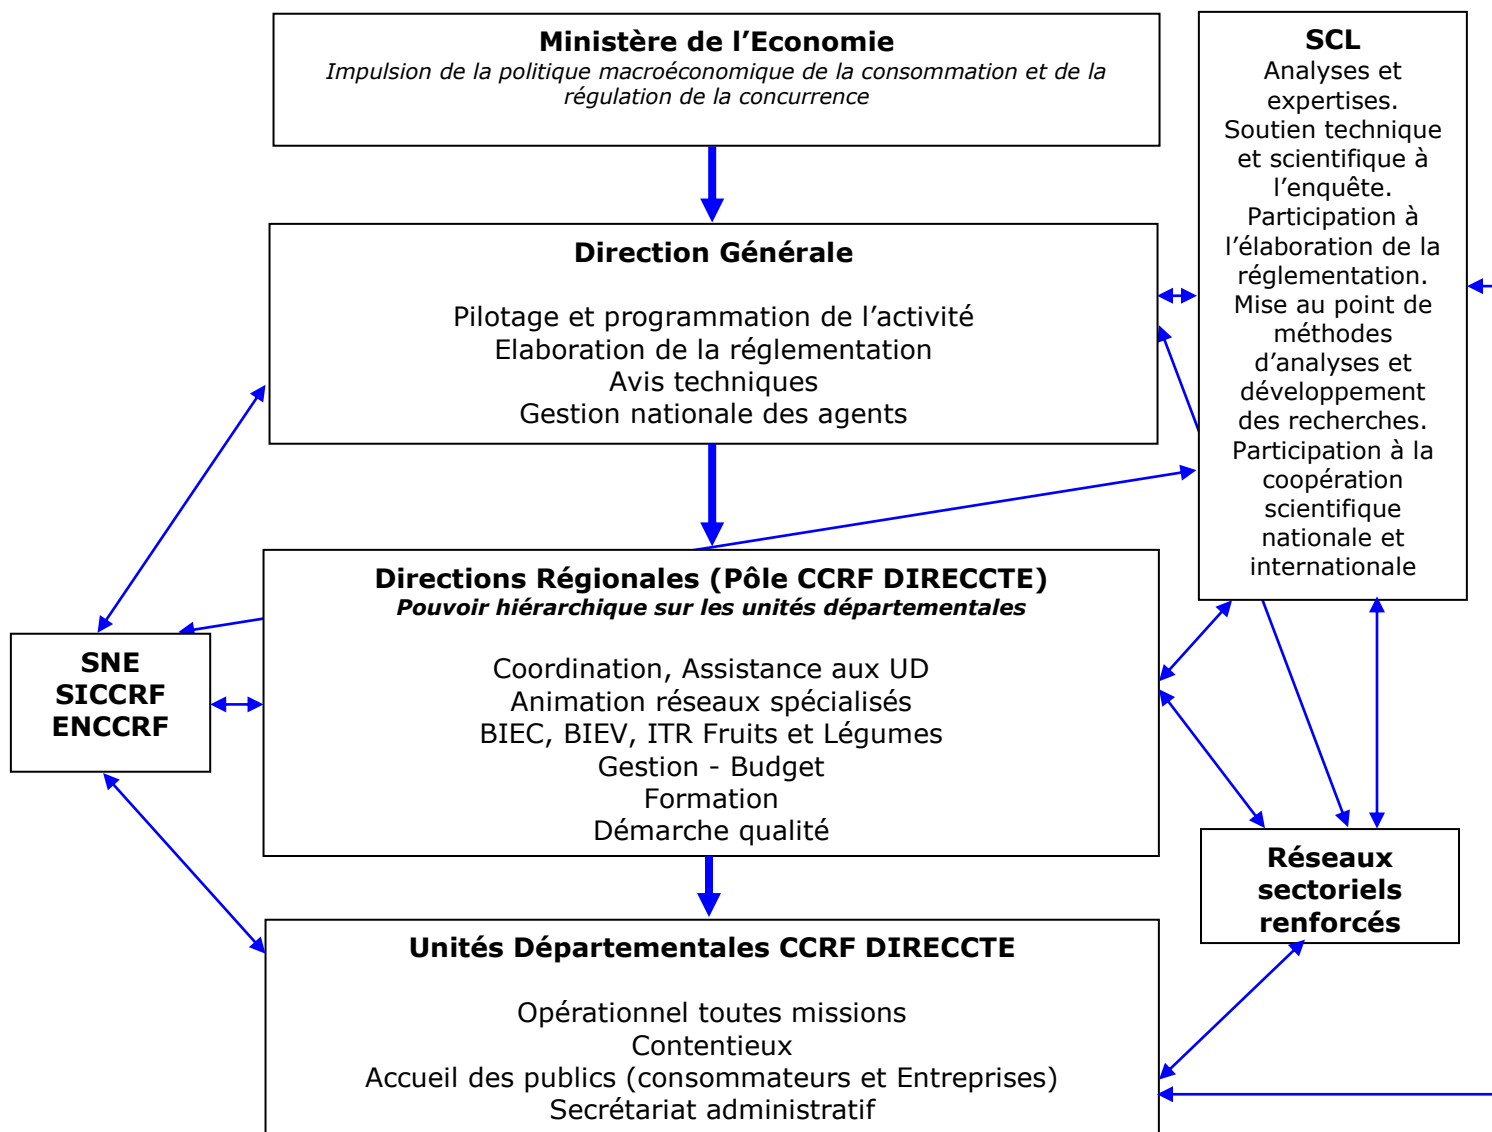 Ministère de l’Economie
Impulsion de la politique macroéconomique de la consommation et de la
régulation de la concurrence
SCL
Analyses et
expertises.
Soutien technique
et scientifique à
l’enquête.
Participation à
l’élaboration de la
réglementation.
Mise au point de
méthodes
d’analyses et
développement
des recherches.
Participation à la
coopération
scientifique
nationale et
internationale
Direction Générale
Pilotage et programmation de l’activité
Elaboration de la réglementation
Avis techniques
Gestion nationale des agents
Directions Régionales (Pôle CCRF DIRECCTE)
Pouvoir hiérarchique sur les unités départementales
Coordination, Assistance aux UD
Animation réseaux spécialisés
BIEC, BIEV, ITR Fruits et Légumes
Gestion - Budget
Formation
Démarche qualité
SNE
SICCRF
ENCCRF
Réseaux
sectoriels
renforcés
Unités Départementales CCRF DIRECCTE
Opérationnel toutes missions
Contentieux
Accueil des publics (consommateurs et Entreprises)
Secrétariat administratif